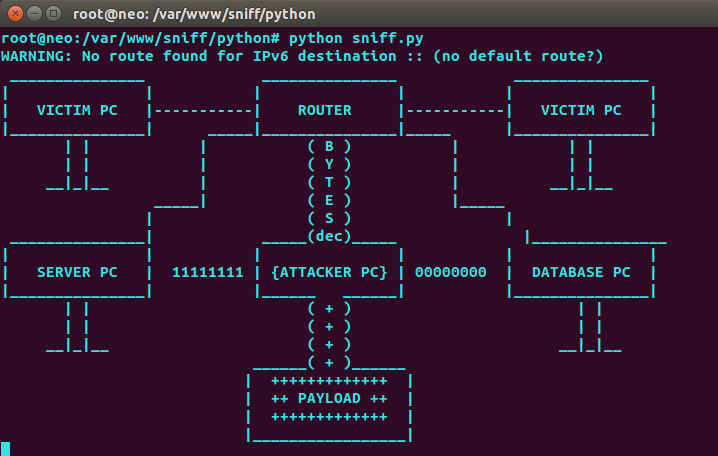 root@neo: /var/www/sniff/python
root@neo:/var/www/sniff/python# python sniff.py
WARNING: No route found for IPv6 destination :: (no default route?)
VICTIM PC ROUTER VICTIM PC
( B )
( Y )
( T )
( E )
( S )
(dec)
SERVER PC 11111111 {ATTACKER PC} 00000000 DATABASE PC
( + )
( + )
( + )
( + )
+++++++++++++
++ PAYLOAD ++
+++++++++++++